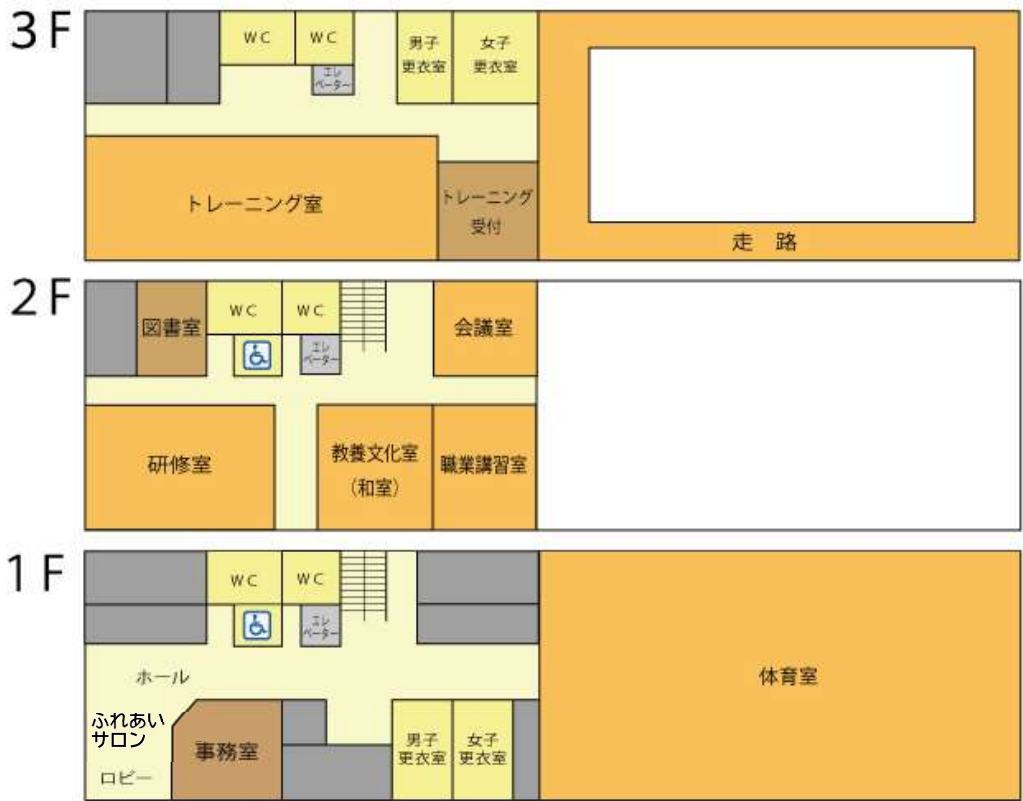 3F
WC
WC
エレ
ベーター
男子
更衣室
女子
更衣室
トレーニング室
トレーニング
受付
走 路
2F
図書室
WC
WC
エレ
ベーター
会議室
研修室
教養文化室
(和室)
職業講習室
1F
WC
WC
エレ
ベーター
ホール
ふれあい
サロン
ロビー
事務室
男子
更衣室
女子
更衣室
体育室